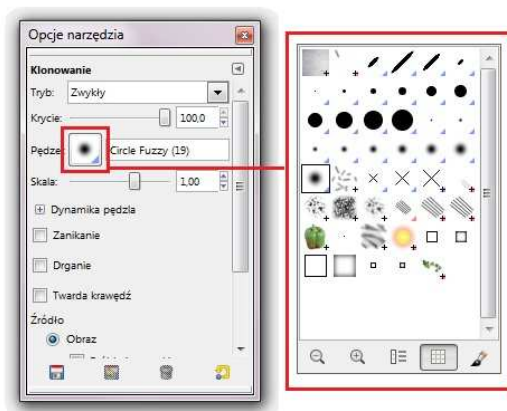 Opcje narzędzia
Klonowanie
Tryb: Zwykły
Krycie: 100,0
Pędzel Circle Fuzzy (19)
Skala: 1,00
Dynamika pędzla
Zanikanie
Drganie
Twarda krawędź
Źródło
Obraz